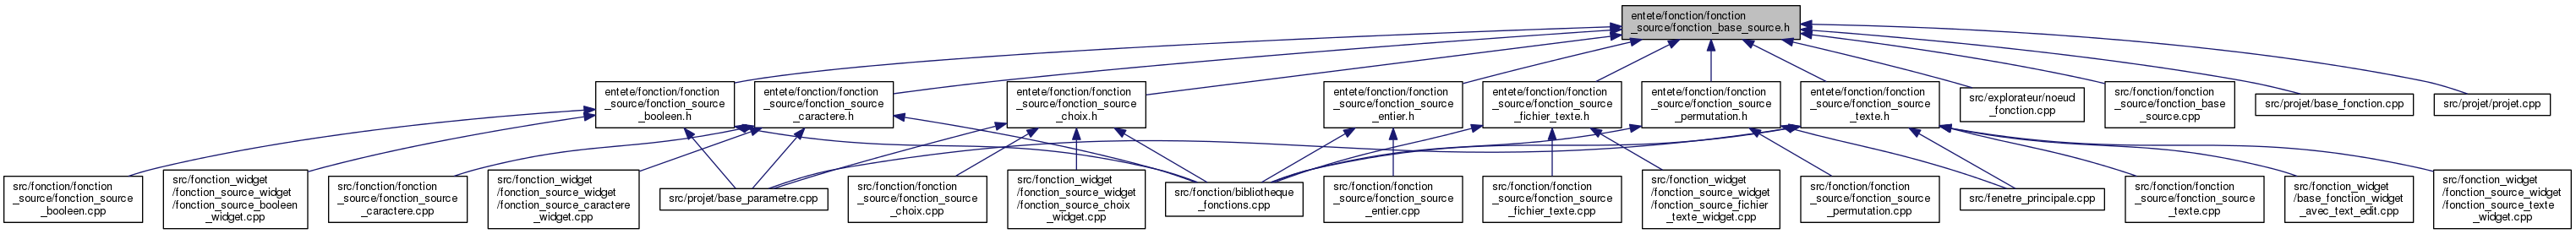 entete/fonction/fonction
_source/fonction_base_source.h
entete/fonction/fonction
_source/fonction_source
_booleen.h
entete/fonction/fonction
_source/fonction_source
_caractere.h
entete/fonction/fonction
_source/fonction_source
_choix.h
entete/fonction/fonction
_source/fonction_source
_entier.h
entete/fonction/fonction
_source/fonction_source
_fichier_texte.h
entete/fonction/fonction
_source/fonction_source
_permutation.h
entete/fonction/fonction
_source/fonction_source
_texte.h
src/explorateur/noeud
_fonction.cpp
src/fonction/fonction
_source/fonction_base
_source.cpp
src/projet/base_fonction.cpp
src/projet/projet.cpp
src/fonction/fonction
_source/fonction_source
_booleen.cpp
src/fonction_widget
/fonction_source_widget
/fonction_source_booleen
_widget.cpp
src/fonction/fonction
_source/fonction_source
_caractere.cpp
src/fonction_widget
/fonction_source_widget
/fonction_source_caractere
_widget.cpp
src/projet/base_parametre.cpp
src/fonction/fonction
_source/fonction_source
_choix.cpp
src/fonction_widget
/fonction_source_widget
/fonction_source_choix
_widget.cpp
src/fonction/bibliotheque
_fonctions.cpp
src/fonction/fonction
_source/fonction_source
_entier.cpp
src/fonction/fonction
_source/fonction_source
_fichier_texte.cpp
src/fonction_widget
/fonction_source_widget
/fonction_source_fichier
_texte_widget.cpp
src/fonction/fonction
_source/fonction_source
_permutation.cpp
src/fenetre_principale.cpp
src/fonction/fonction
_source/fonction_source
_texte.cpp
src/fonction_widget
/base_fonction_widget
_avec_text_edit.cpp
src/fonction_widget
/fonction_source_widget
/fonction_source_texte
_widget.cpp